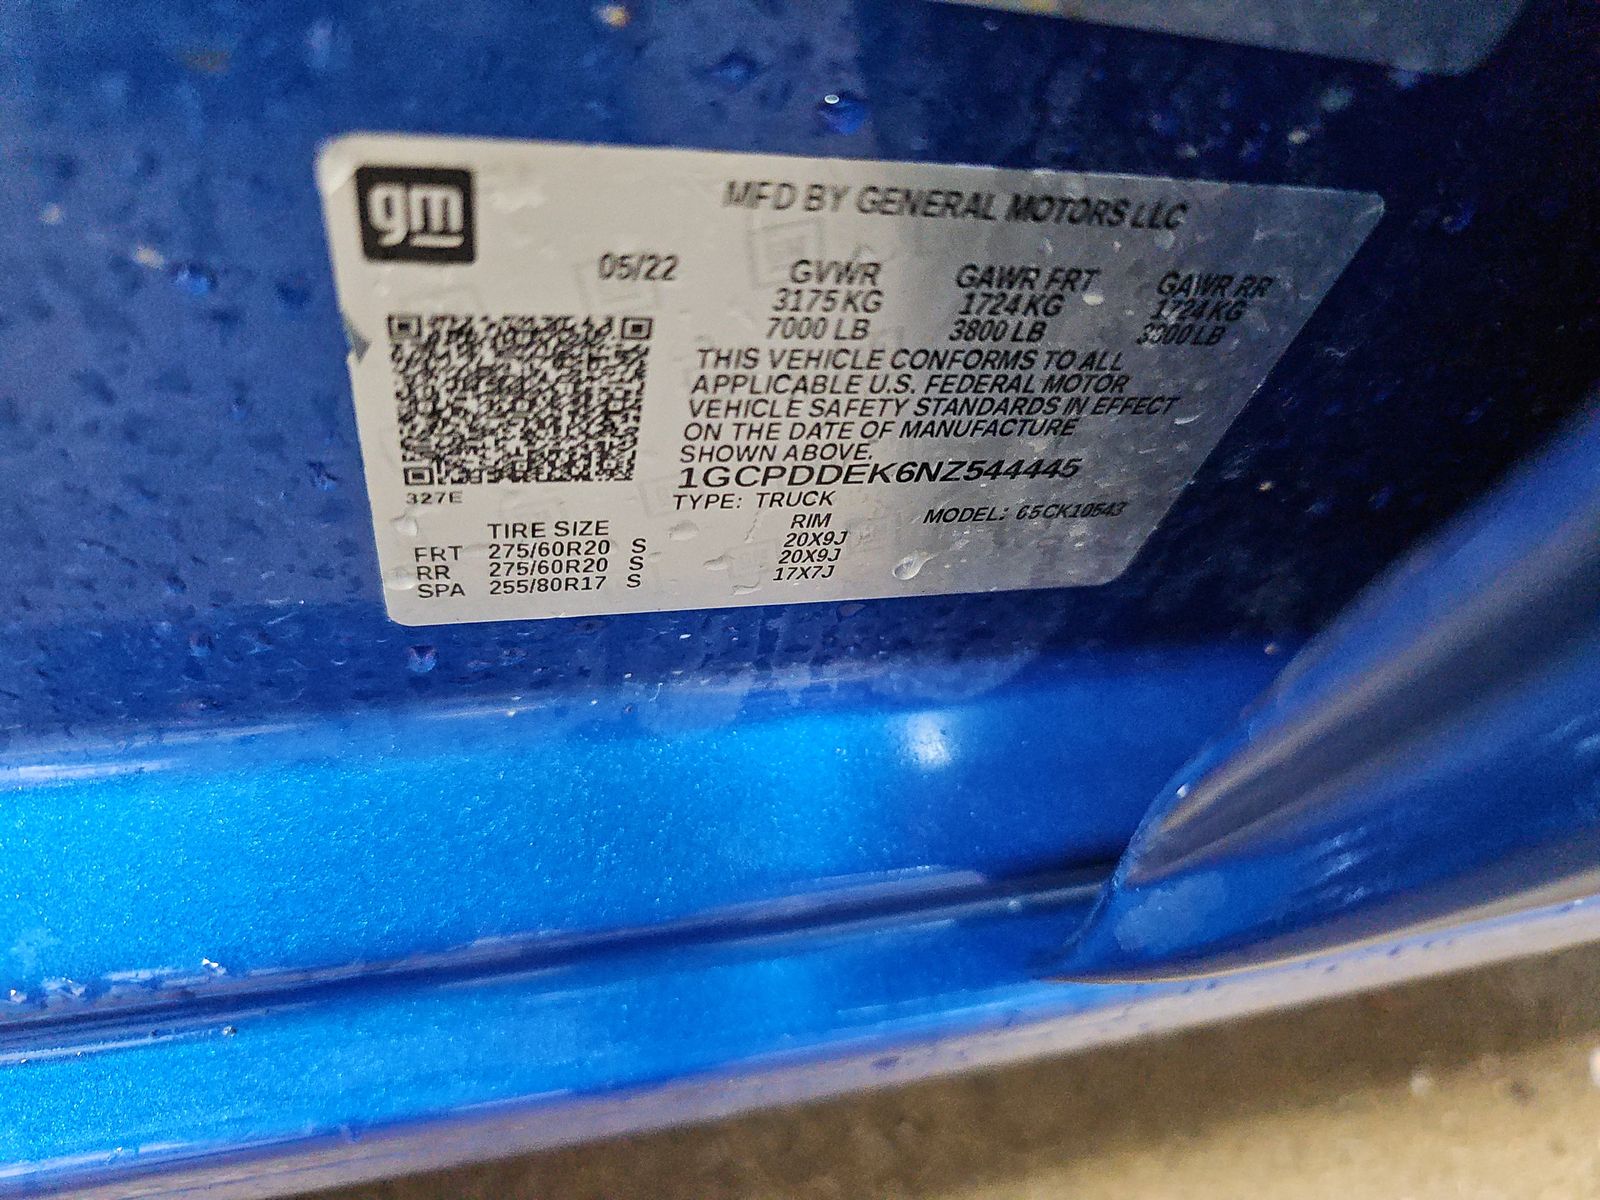 gm
MFD BY GENERAL MOTORS LLC
05/22
GVWR GAWR FRT GAWR RR
3175 KG 1724 KG 1724 KG
7000 LB 3800 LB 3800 LB
THIS VEHICLE CONFORMS TO ALL
APPLICABLE U.S. FEDERAL MOTOR
VEHICLE SAFETY STANDARDS IN EFFECT
ON THE DATE OF MANUFACTURE
SHOWN ABOVE.
1GCPDDEK6NZ544445
327E
TYPE: TRUCK MODEL: CK10543
TIRE SIZE RIM
FRT 275/60R20 S 20X9J
RR 275/60R20 S 20X9J
SPA 255/80R17 S 17X7J